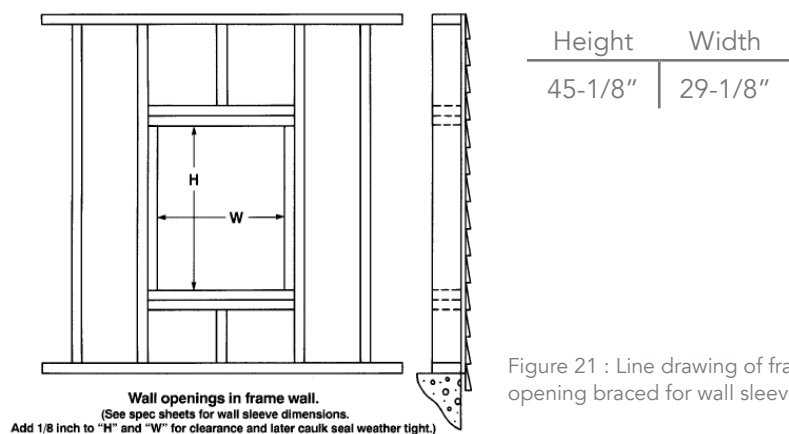 Height Width
45-1/8” 29-1/8”
H
W
Wall openings in frame wall.
(See spec sheets for wall sleeve dimensions.
Add 1/8 inch to “H” and “W” for clearance and later caulk seal weather tight.)
Figure 21 : Line drawing of
opening braced for wall